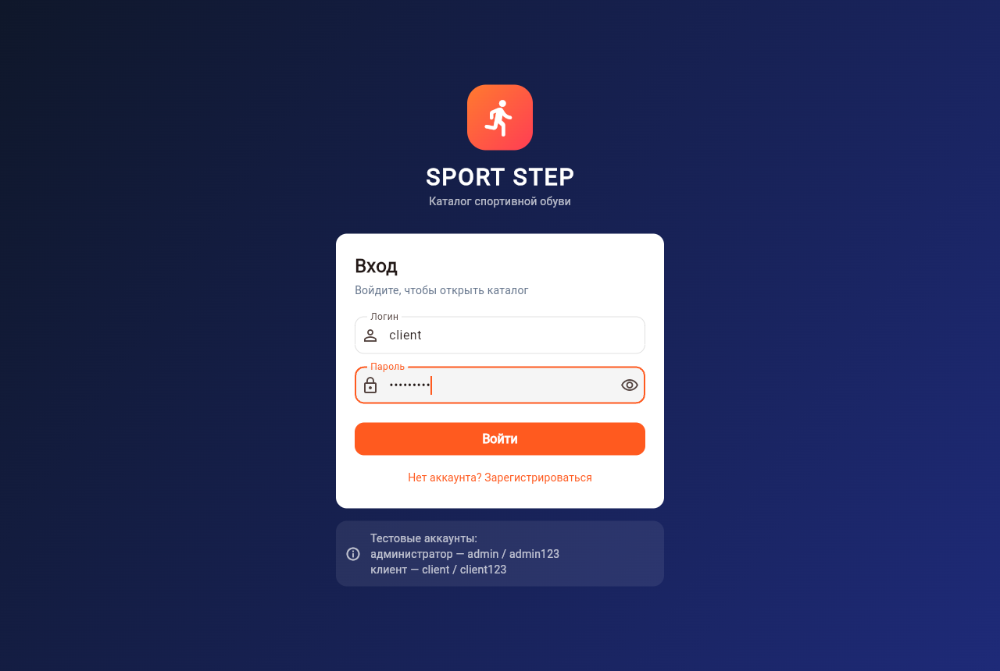 SPORT STEP
Каталог спортивной обуви
Вход
Войдите, чтобы открыть каталог
Логин
client
Пароль
•••••••••
Войти
Нет аккаунта? Зарегистрироваться
Тестовые аккаунты:
администратор — admin / admin123
клиент — client / client123